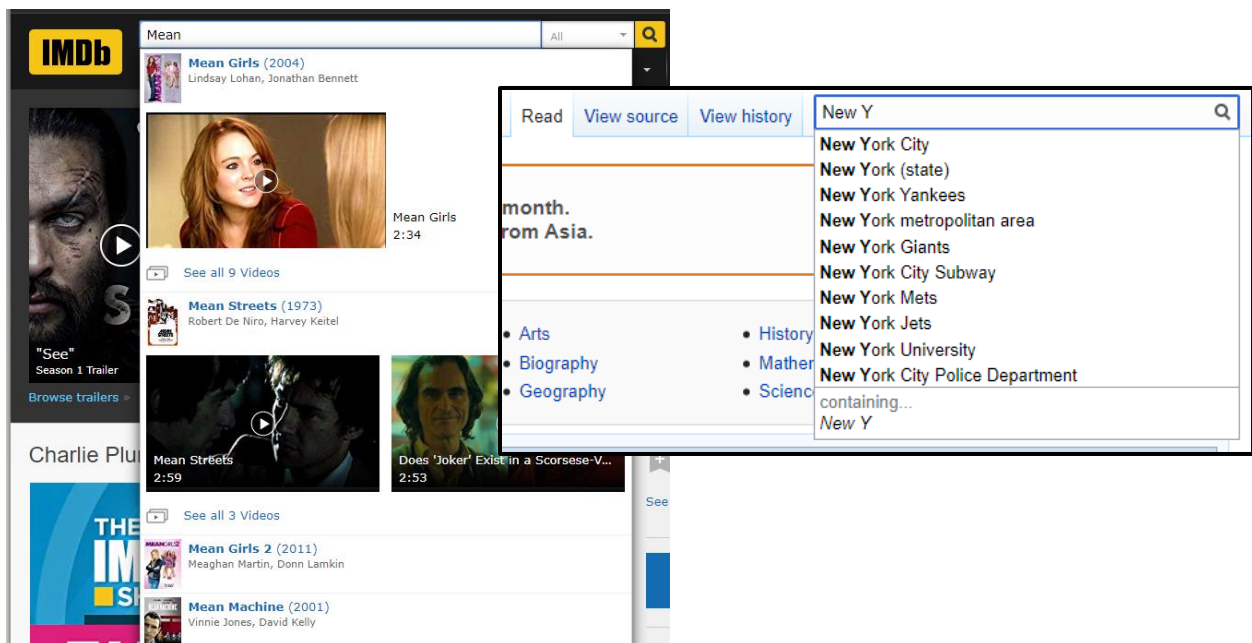 IMDb
Mean
All
Mean Girls (2004)
Lindsay Lohan, Jonathan Bennett
Mean Girls
2:34
See all 9 Videos
Mean Streets (1973)
Robert De Niro, Harvey Keitel
Mean Streets
2:59
Does 'Joker' Exist in a Scorsese-V...
2:53
See all 3 Videos
Mean Girls 2 (2011)
Meaghan Martin, Donn Lamkin
Mean Machine (2001)
Vinnie Jones, David Kelly
S
"See"
Season 1 Trailer
Browse trailers »
Charlie Plu
THE
IM
SH
See
Read
View source
View history
New Y
New York City
New York (state)
New York Yankees
New York metropolitan area
New York Giants
New York City Subway
New York Mets
New York Jets
New York University
New York City Police Department
containing...
New Y
month.
rom Asia.
Arts
Biography
Geography
History
Mather
Scienc